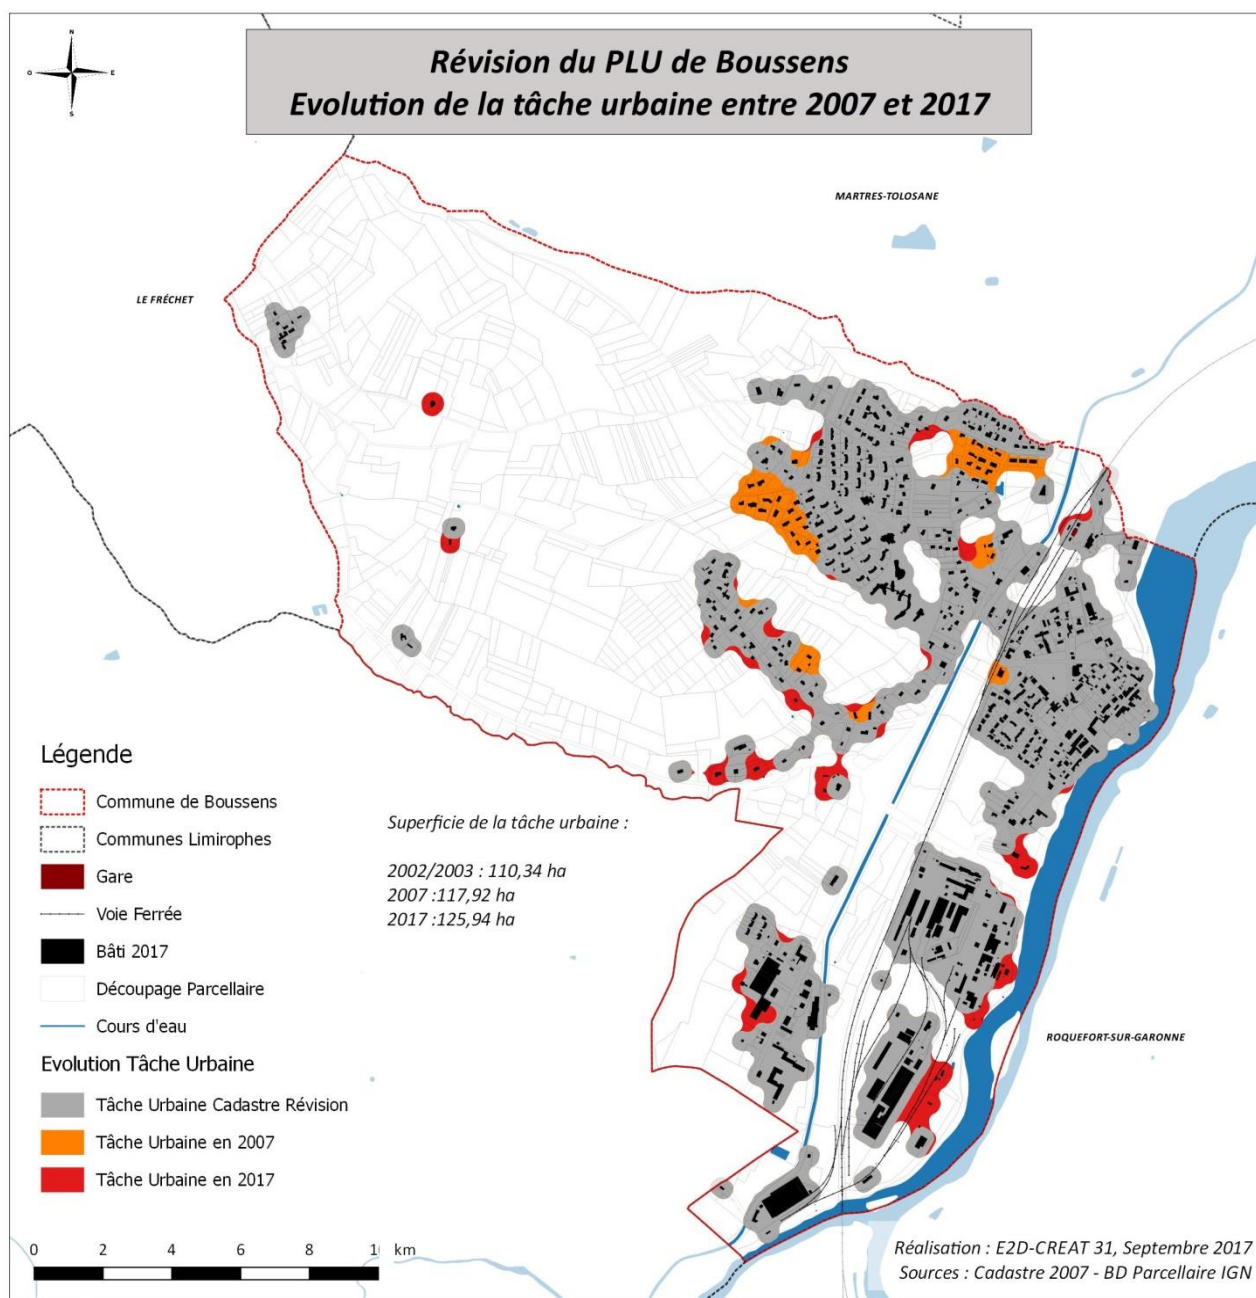 Révision du PLU de Boussens
Evolution de la tâche urbaine entre 2007 et 2017
N
O
E
S
MARTRES-TOLOSANE
LE FRÉCHET
Légende
Commune de Boussens
Communes Limirophes
Gare
Voie Ferrée
Bâti 2017
Découpage Parcellaire
Cours d'eau
Evolution Tâche Urbaine
Tâche Urbaine Cadastre Révision
Tâche Urbaine en 2007
Tâche Urbaine en 2017
Superficie de la tâche urbaine :
2002/2003 : 110,34 ha
2007 :117,92 ha
2017 :125,94 ha
ROQUEFORT-SUR-GARONNE
0 2 4 6 8 10 km
Réalisation : E2D-CREAT 31, Septembre 2017
Sources : Cadastre 2007 - BD Parcellaire IGN